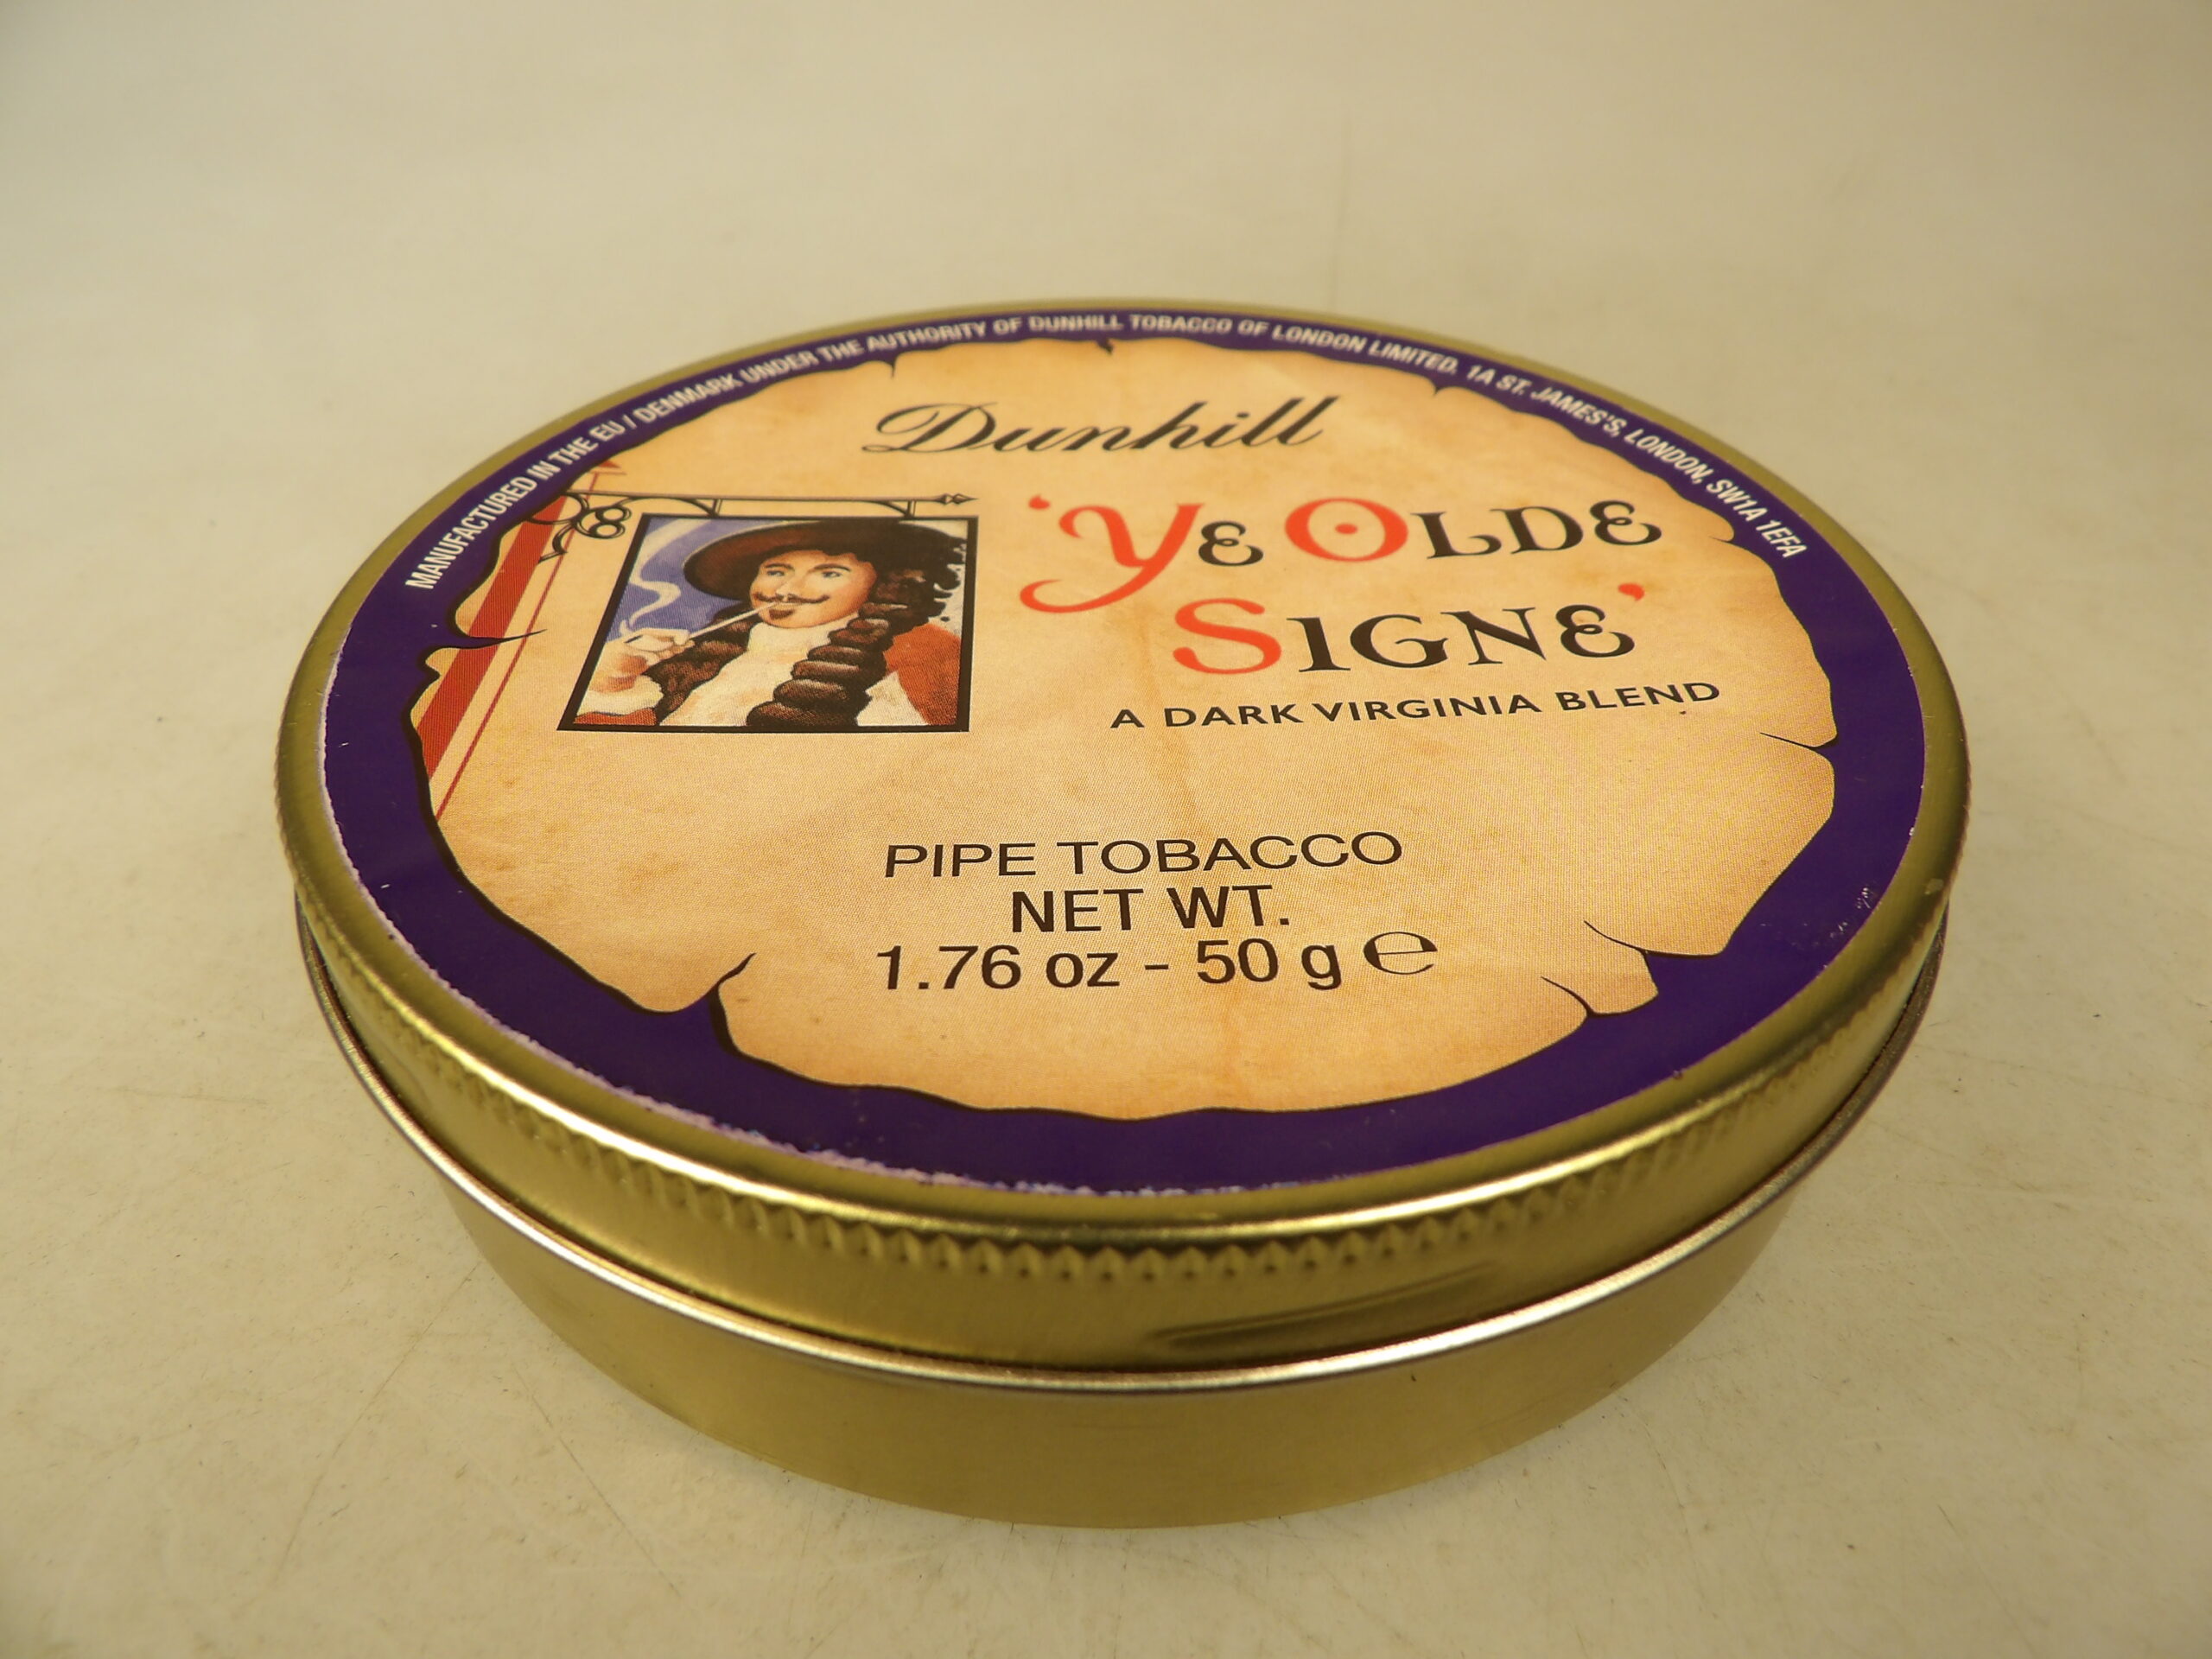 MANUFACTURED IN THE EU / DENMARK UNDER THE AUTHORITY OF DUNHILL TOBACCO OF LONDON LIMITED. 1A ST. JAMES'S, LONDON, SW1A 1EFA
Dunhill
'YE OLDE
SIGNE'
A DARK VIRGINIA BLEND
PIPE TOBACCO
NET WT.
1.76 oz - 50 g ℮